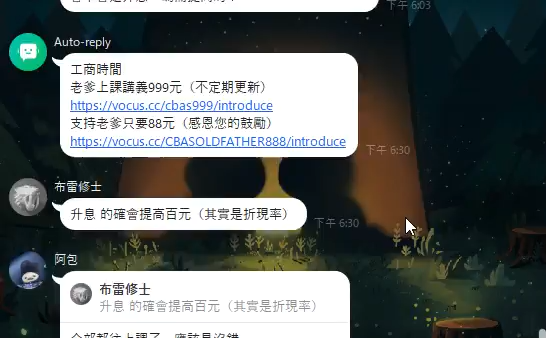 下午 6:03
Auto-reply
工商時間
老爹上課講義999元（不定期更新）
https://vocus.cc/cbas999/introduce
支持老爹只要88元（感恩您的鼓勵）
https://vocus.cc/CBASOLDFATHER888/introduce
下午 6:30
布雷修士
升息 的確會提高百元（其實是折現率）
下午 6:30
阿包
布雷修士
升息 的確會提高百元（其實是折現率）